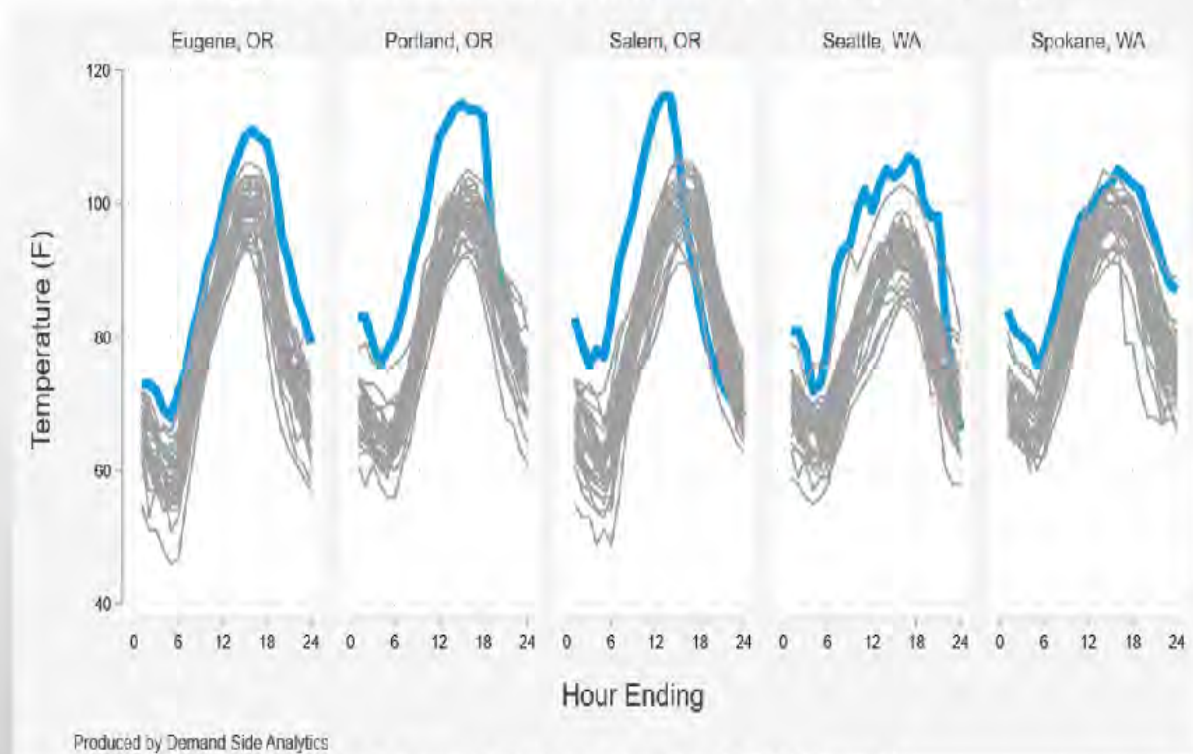 Eugene, OR Portland, OR Salem, OR Seattle, WA Spokane, WA
120
100
80
60
40
Temperature (F)
0 6 12 18 24 0 6 12 18 24 0 6 12 18 24 0 6 12 18 24 0 6 12 18 24
Hour Ending
Produced by Demand Side Analytics